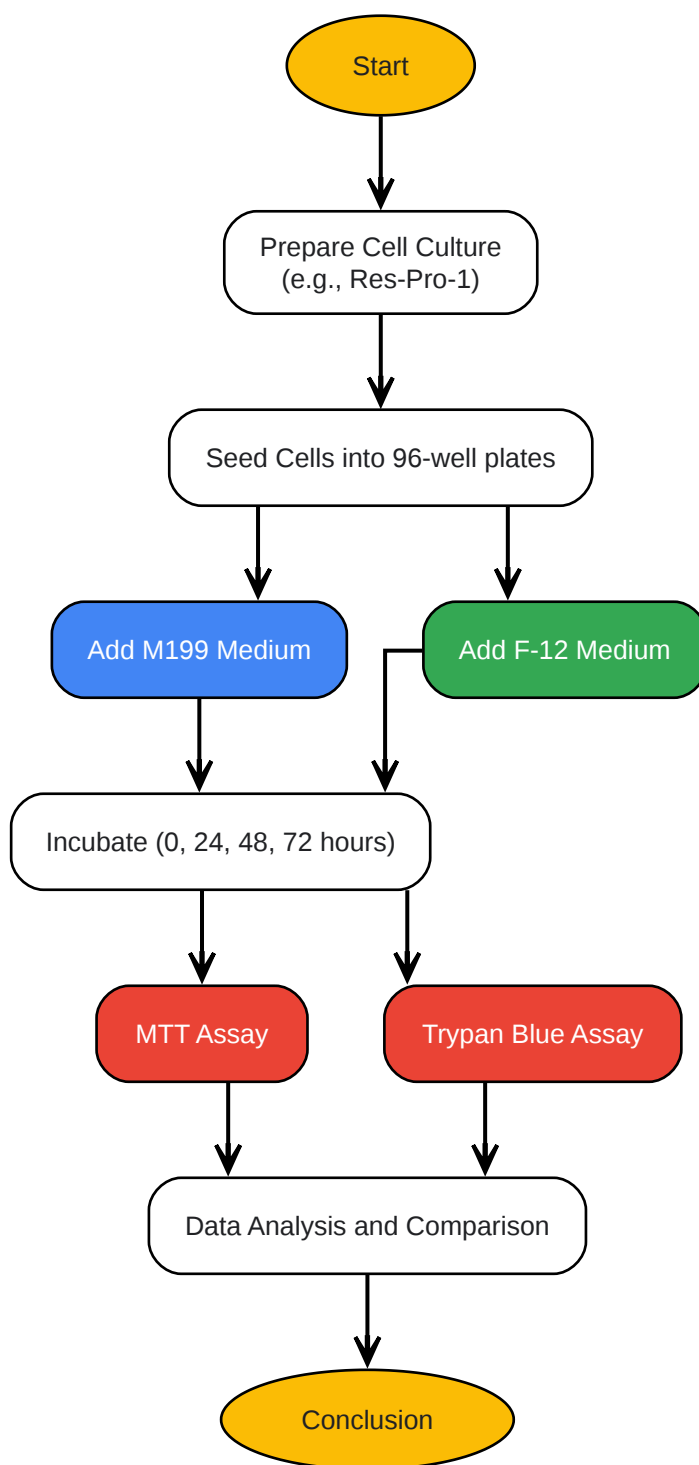 Start
Prepare Cell Culture
(e.g., Res-Pro-1)
Seed Cells into 96-well plates
Add M199 Medium
Add F-12 Medium
Incubate (0, 24, 48, 72 hours)
MTT Assay
Trypan Blue Assay
Data Analysis and Comparison
Conclusion